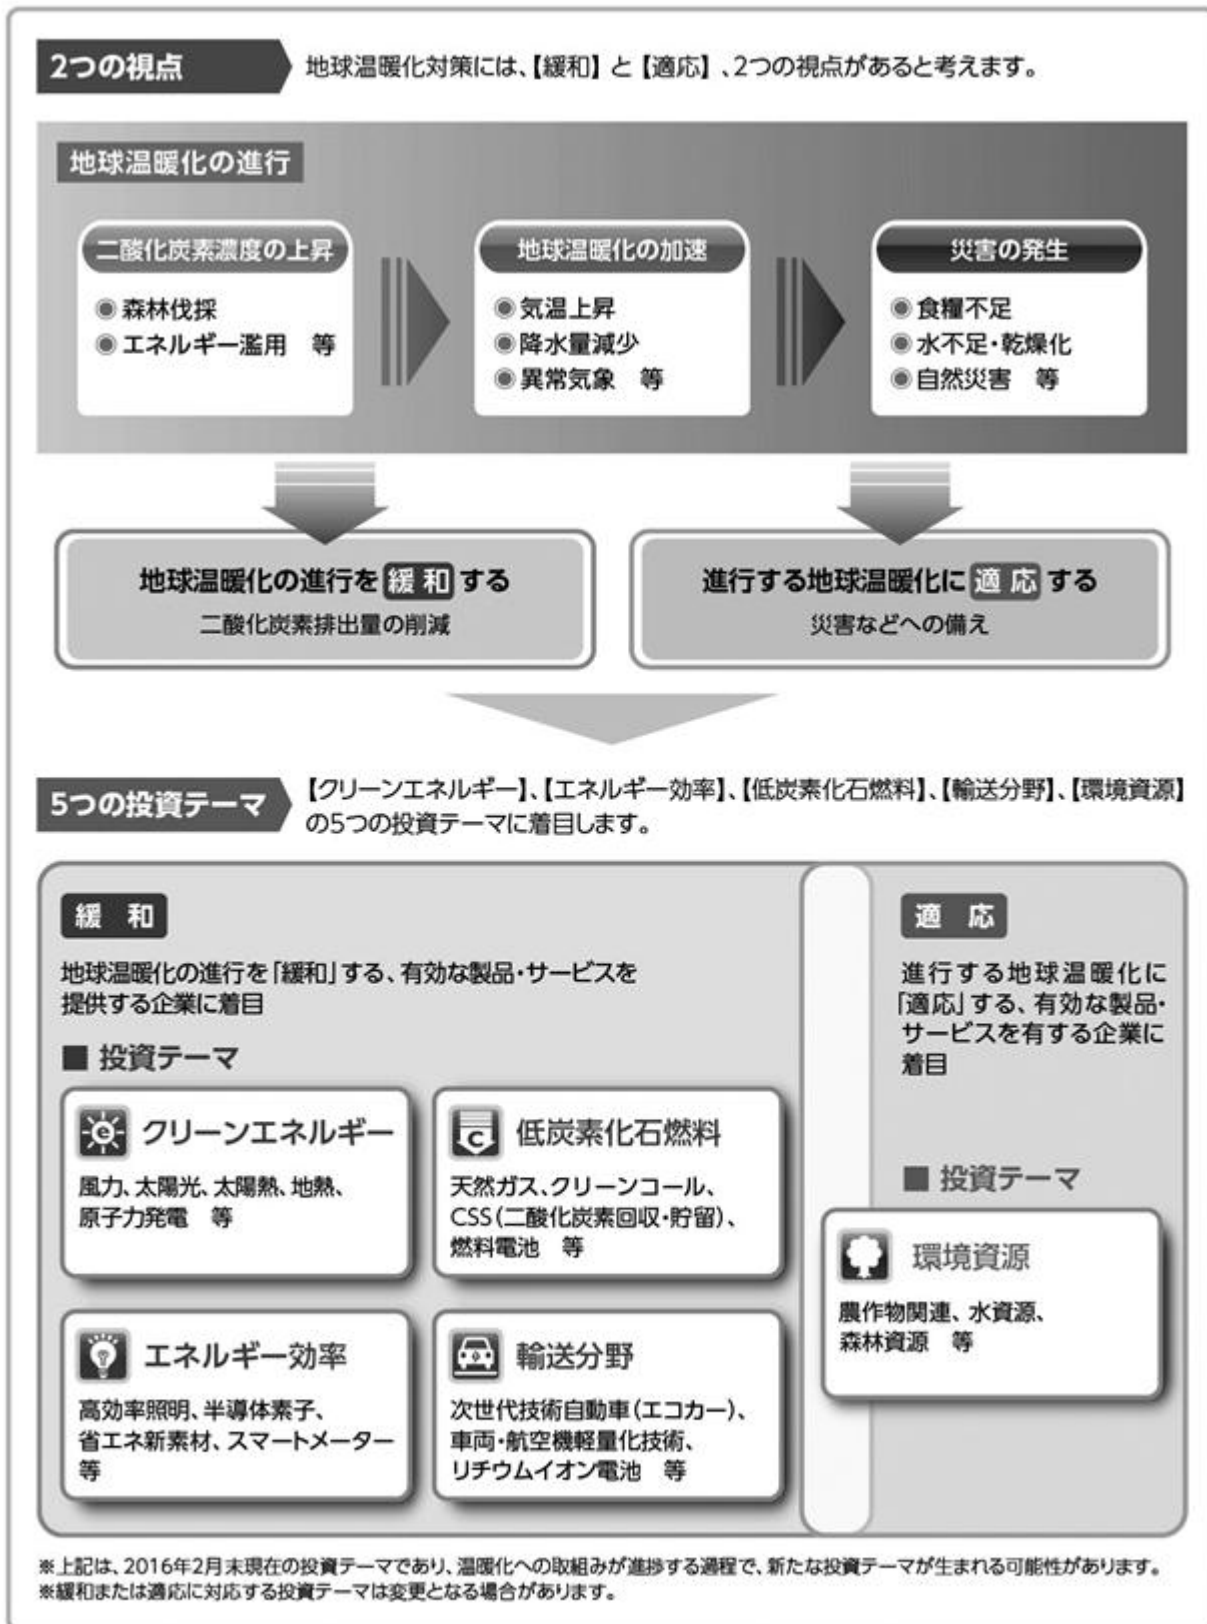 2つの視点
地球温暖化対策には、【緩和】と【適応】、2つの視点があると考えます。
地球温暖化の進行
二酸化炭素濃度の上昇
◉森林伐採
◉エネルギー濫用　等
地球温暖化の加速
◉気温上昇
◉降水量減少
◉異常気象　等
災害の発生
◉食糧不足
◉水不足・乾燥化
◉自然災害　等
地球温暖化の進行を緩和する
二酸化炭素排出量の削減
進行する地球温暖化に適応する
災害などへの備え
5つの投資テーマ
【クリーンエネルギー】、【エネルギー効率】、【低炭素化石燃料】、【輸送分野】、【環境資源】
の5つの投資テーマに着目します。
緩 和
地球温暖化の進行を「緩和」する、有効な製品・サービスを
提供する企業に着目
■ 投資テーマ
クリーンエネルギー
風力、太陽光、太陽熱、地熱、
原子力発電　等
低炭素化石燃料
天然ガス、クリーンコール、
CSS（二酸化炭素回収・貯留）、
燃料電池　等
エネルギー効率
高効率照明、半導体素子、
省エネ新素材、スマートメーター
等
輸送分野
次世代技術自動車（エコカー）、
車両・航空機軽量化技術、
リチウムイオン電池　等
適 応
進行する地球温暖化に
「適応」する、有効な製品・
サービスを有する企業に
着目
■ 投資テーマ
環境資源
農作物関連、水資源、
森林資源　等
※上記は、2016年2月末現在の投資テーマであり、温暖化への取組みが進捗する過程で、新たな投資テーマが生まれる可能性があります。
※緩和または適応に対応する投資テーマは変更となる場合があります。